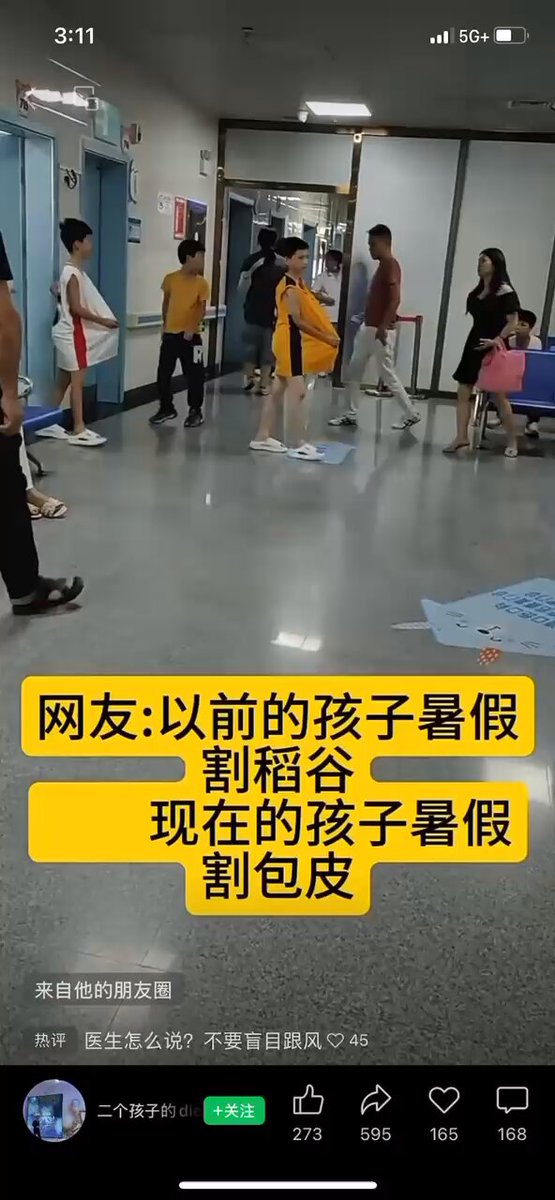 3:11
5G+
网友:以前的孩子暑假
割稻谷
现在的孩子暑假
割包皮
来自他的朋友圈
热评 医生怎么说？不要盲目跟风 45
二个孩子的die
+关注
273
595
165
168